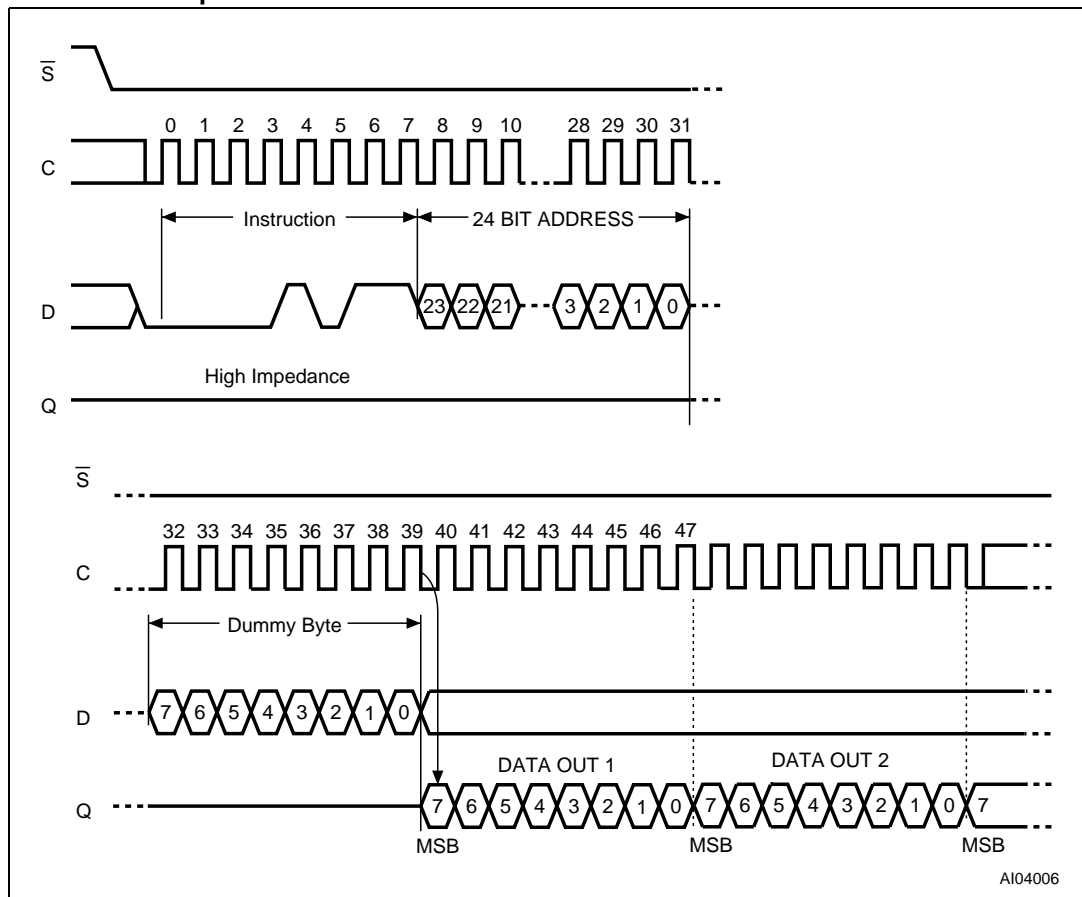 S
0 1 2 3 4 5 6 7 8 9 10 28 29 30 31
C
Instruction 24 BIT ADDRESS
D 23 22 21 3 2 1 0
High Impedance
Q
S
32 33 34 35 36 37 38 39 40 41 42 43 44 45 46 47
C
Dummy Byte
D 7 6 5 4 3 2 1 0
DATA OUT 1 DATA OUT 2
Q 7 6 5 4 3 2 1 0 7 6 5 4 3 2 1 0 7
MSB MSB MSB
AI04006